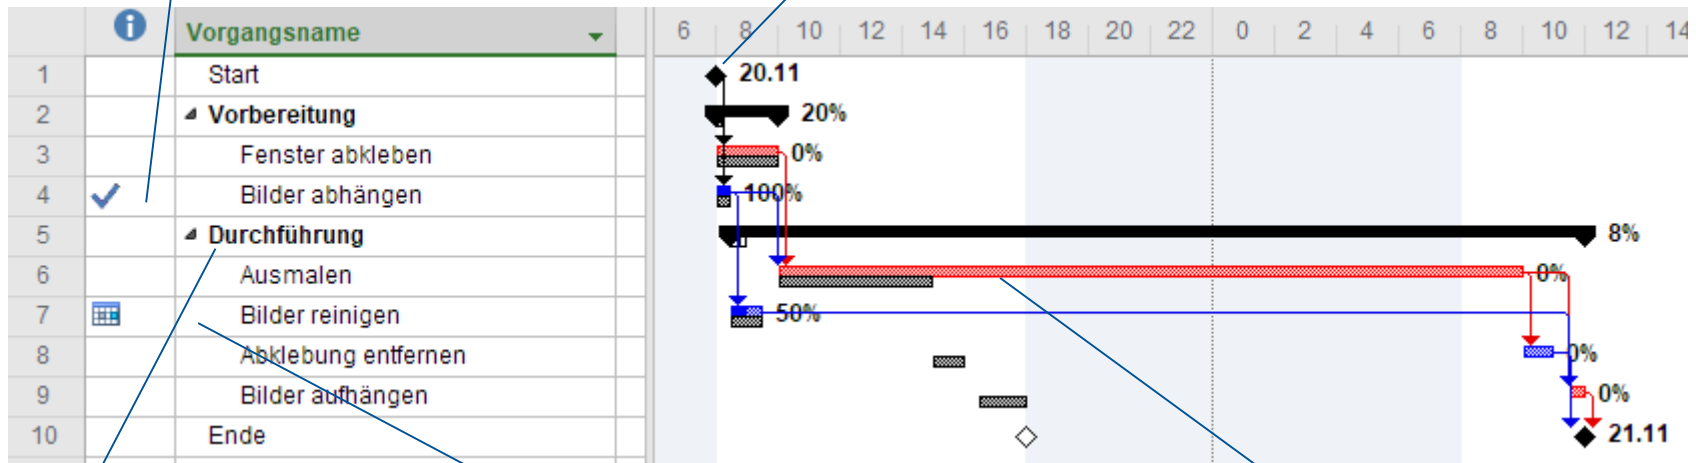 Vorgangsname 6 8 10 12 14 16 18 20 22 0 2 4 6 8 10 12 14
1 Start 20.11
2 Vorbereitung 20%
3 Fenster abkleben 0%
4 Bilder abhängen 100%
5 Durchführung 8%
6 Ausmalen 0%
7 Bilder reinigen 50%
8 Abklebung entfernen 0%
9 Bilder aufhängen 0%
10 Ende 21.11